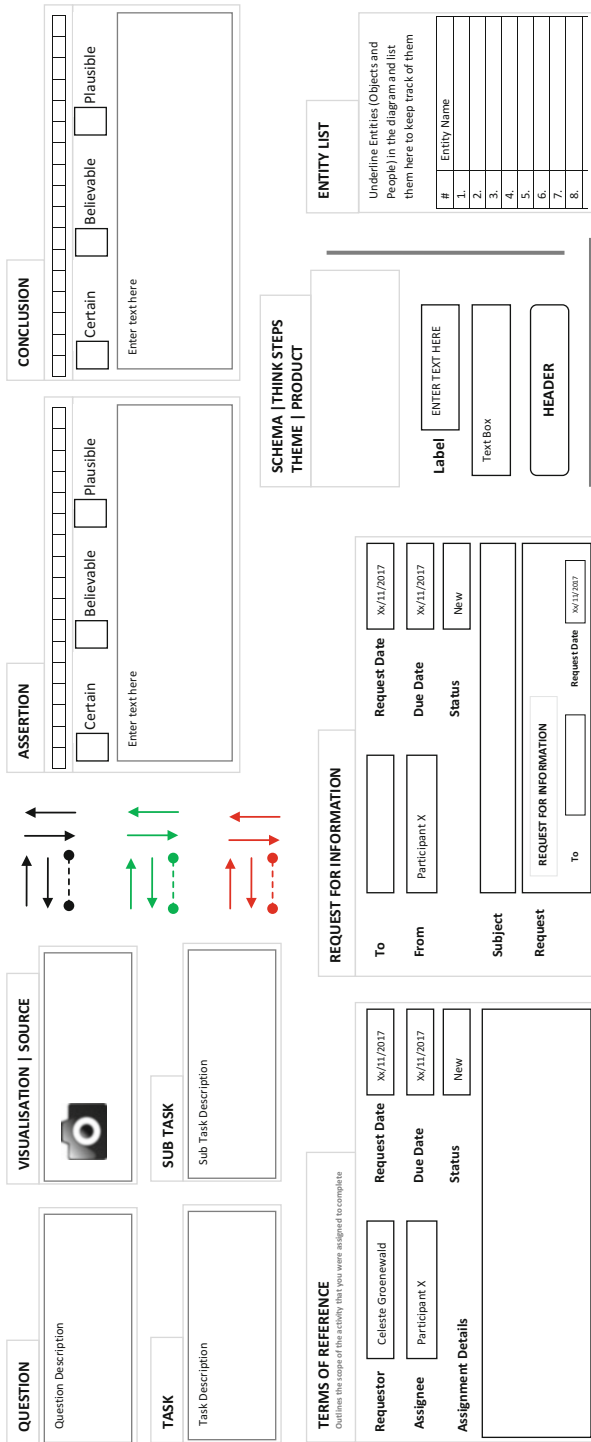 QUESTION
Question Description
VISUALISATION | SOURCE
TASK
Task Description
SUB TASK
Sub Task Description
ASSERTION
Certain
Believable
Plausible
Enter text here
CONCLUSION
Certain
Believable
Plausible
Enter text here
TERMS OF REFERENCE
Outlines the scope of the activity that you were assigned to complete
Requestor
Celeste Groenewald
Request Date
Xx/11/2017
Assignee
Participant X
Due Date
Xx/11/2017
Status
New
Assignment Details
REQUEST FOR INFORMATION
To
Request Date
Xx/11/2017
From
Participant X
Due Date
Xx/11/2017
Status
New
Subject
Request
REQUEST FOR INFORMATION
To
Request Date
Xx/11/2017
SCHEMA | THINK STEPS
THEME | PRODUCT
Label
ENTER TEXT HERE
Text Box
HEADER
ENTITY LIST
Underline Entities (Objects and
People) in the diagram and list
them here to keep track of them
# Entity Name
1.
2.
3.
4.
5.
6.
7.
8.